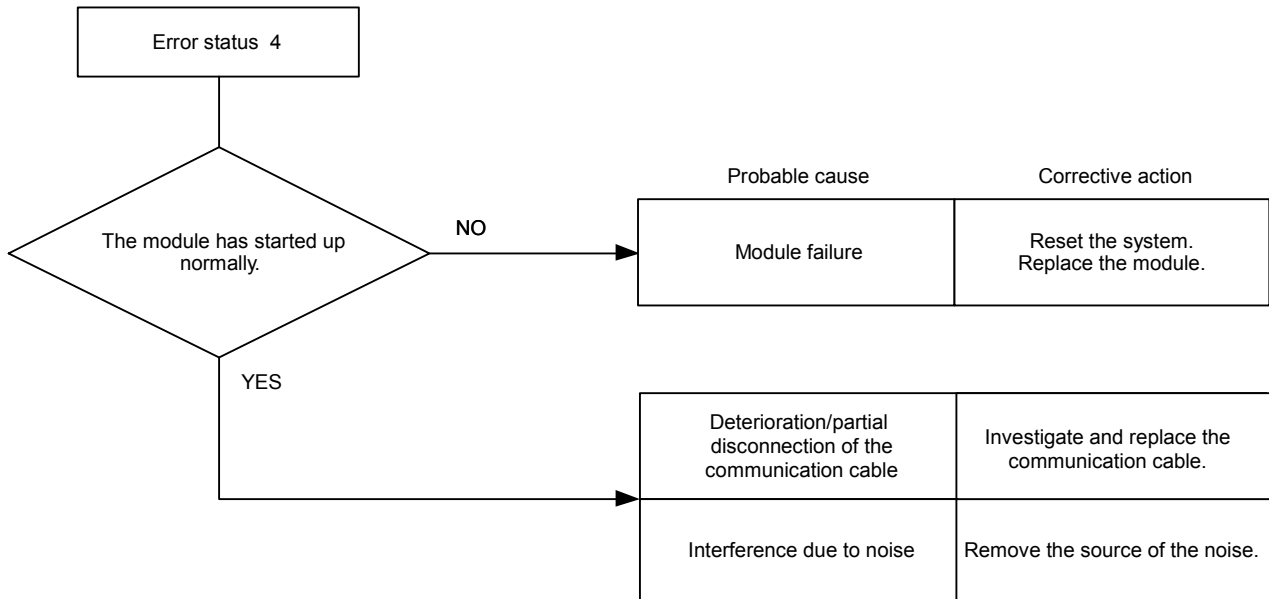 Error status 4
The module has started up
normally.
NO
YES
Probable cause
Corrective action
Module failure
Reset the system.
Replace the module.
Deterioration/partial
disconnection of the
communication cable
Investigate and replace the
communication cable.
Interference due to noise
Remove the source of the noise.